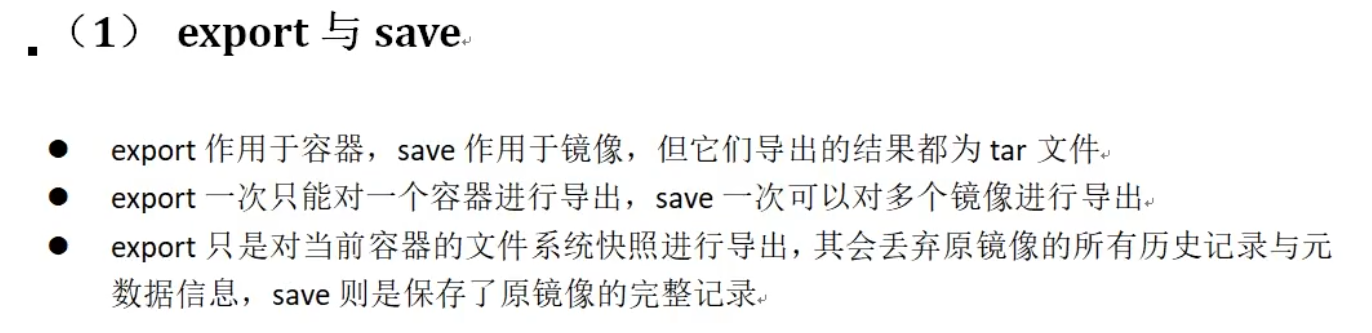 （1） export 与 save
● export 作用于容器，save 作用于镜像，但它们导出的结果都为 tar 文件
● export 一次只能对一个容器进行导出，save 一次可以对多个镜像进行导出
● export 只是对当前容器的文件系统快照进行导出，其会丢弃原镜像的所有历史记录与元
数据信息，save 则是保存了原镜像的完整记录